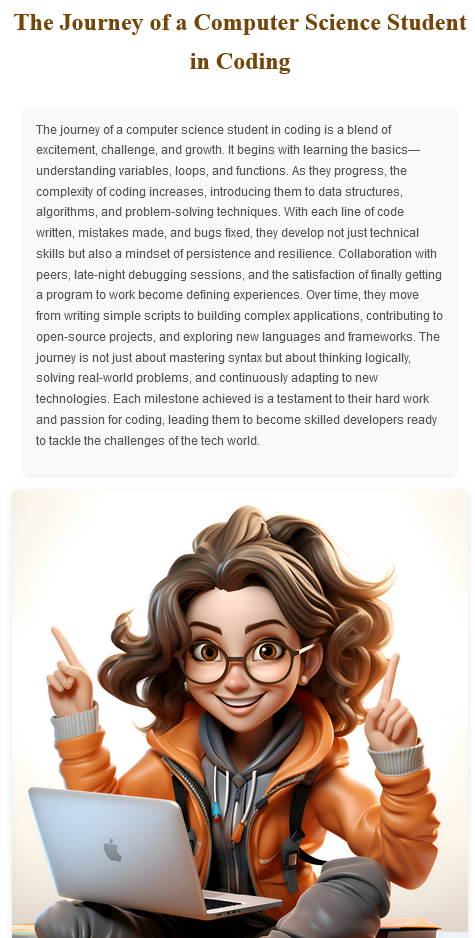 The Journey of a Computer Science Student
in Coding
The journey of a computer science student in coding is a blend of
excitement, challenge, and growth. It begins with learning the basics—
understanding variables, loops, and functions. As they progress, the
complexity of coding increases, introducing them to data structures,
algorithms, and problem-solving techniques. With each line of code
written, mistakes made, and bugs fixed, they develop not just technical
skills but also a mindset of persistence and resilience. Collaboration with
peers, late-night debugging sessions, and the satisfaction of finally getting
a program to work become defining experiences. Over time, they move
from writing simple scripts to building complex applications, contributing to
open-source projects, and exploring new languages and frameworks. The
journey is not just about mastering syntax but about thinking logically,
solving real-world problems, and continuously adapting to new
technologies. Each milestone achieved is a testament to their hard work
and passion for coding, leading them to become skilled developers ready
to tackle the challenges of the tech world.